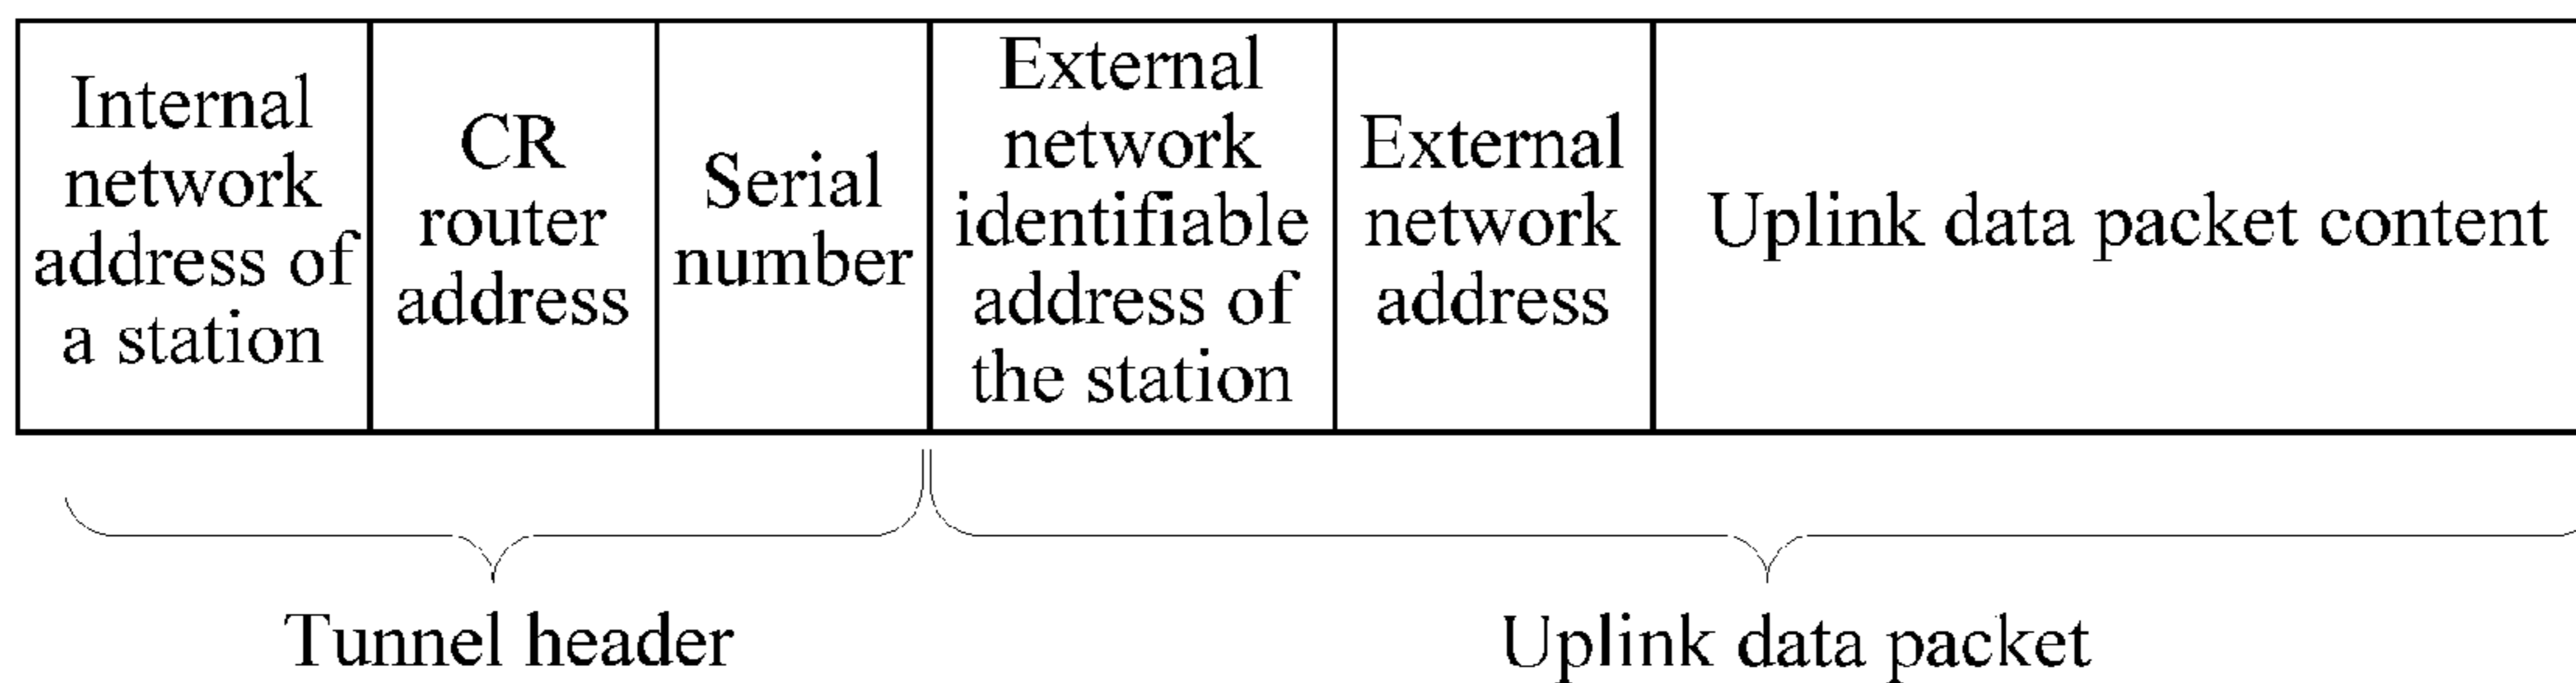 Internal
network
address of
a station
CR
router
address
Serial
number
External
network
identifiable
address of
the station
External
network
address
Uplink data packet content
Tunnel header
Uplink data packet